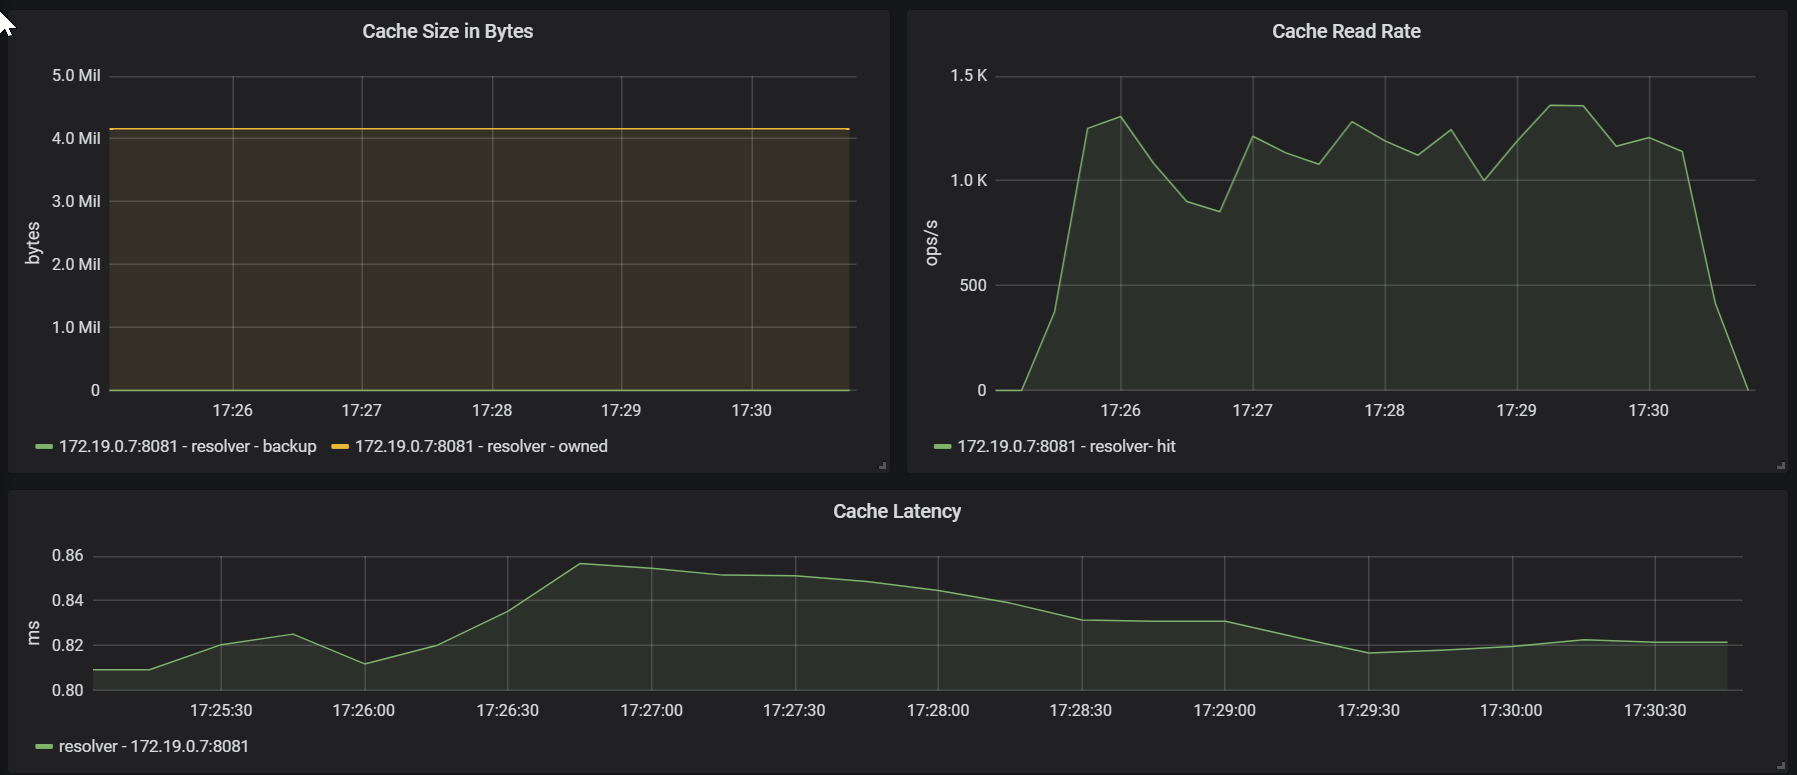 Cache Size in Bytes
5.0 Mil
4.0 Mil
3.0 Mil
2.0 Mil
1.0 Mil
0
bytes
17:26 17:27 17:28 17:29 17:30
172.19.0.7:8081 - resolver - backup 172.19.0.7:8081 - resolver - owned
Cache Read Rate
1.5 K
1.0 K
500
0
ops/s
17:26 17:27 17:28 17:29 17:30
172.19.0.7:8081 - resolver- hit
Cache Latency
0.86
0.84
0.82
0.80
ms
17:25:30 17:26:00 17:26:30 17:27:00 17:27:30 17:28:00 17:28:30 17:29:00 17:29:30 17:30:00 17:30:30
resolver - 172.19.0.7:8081